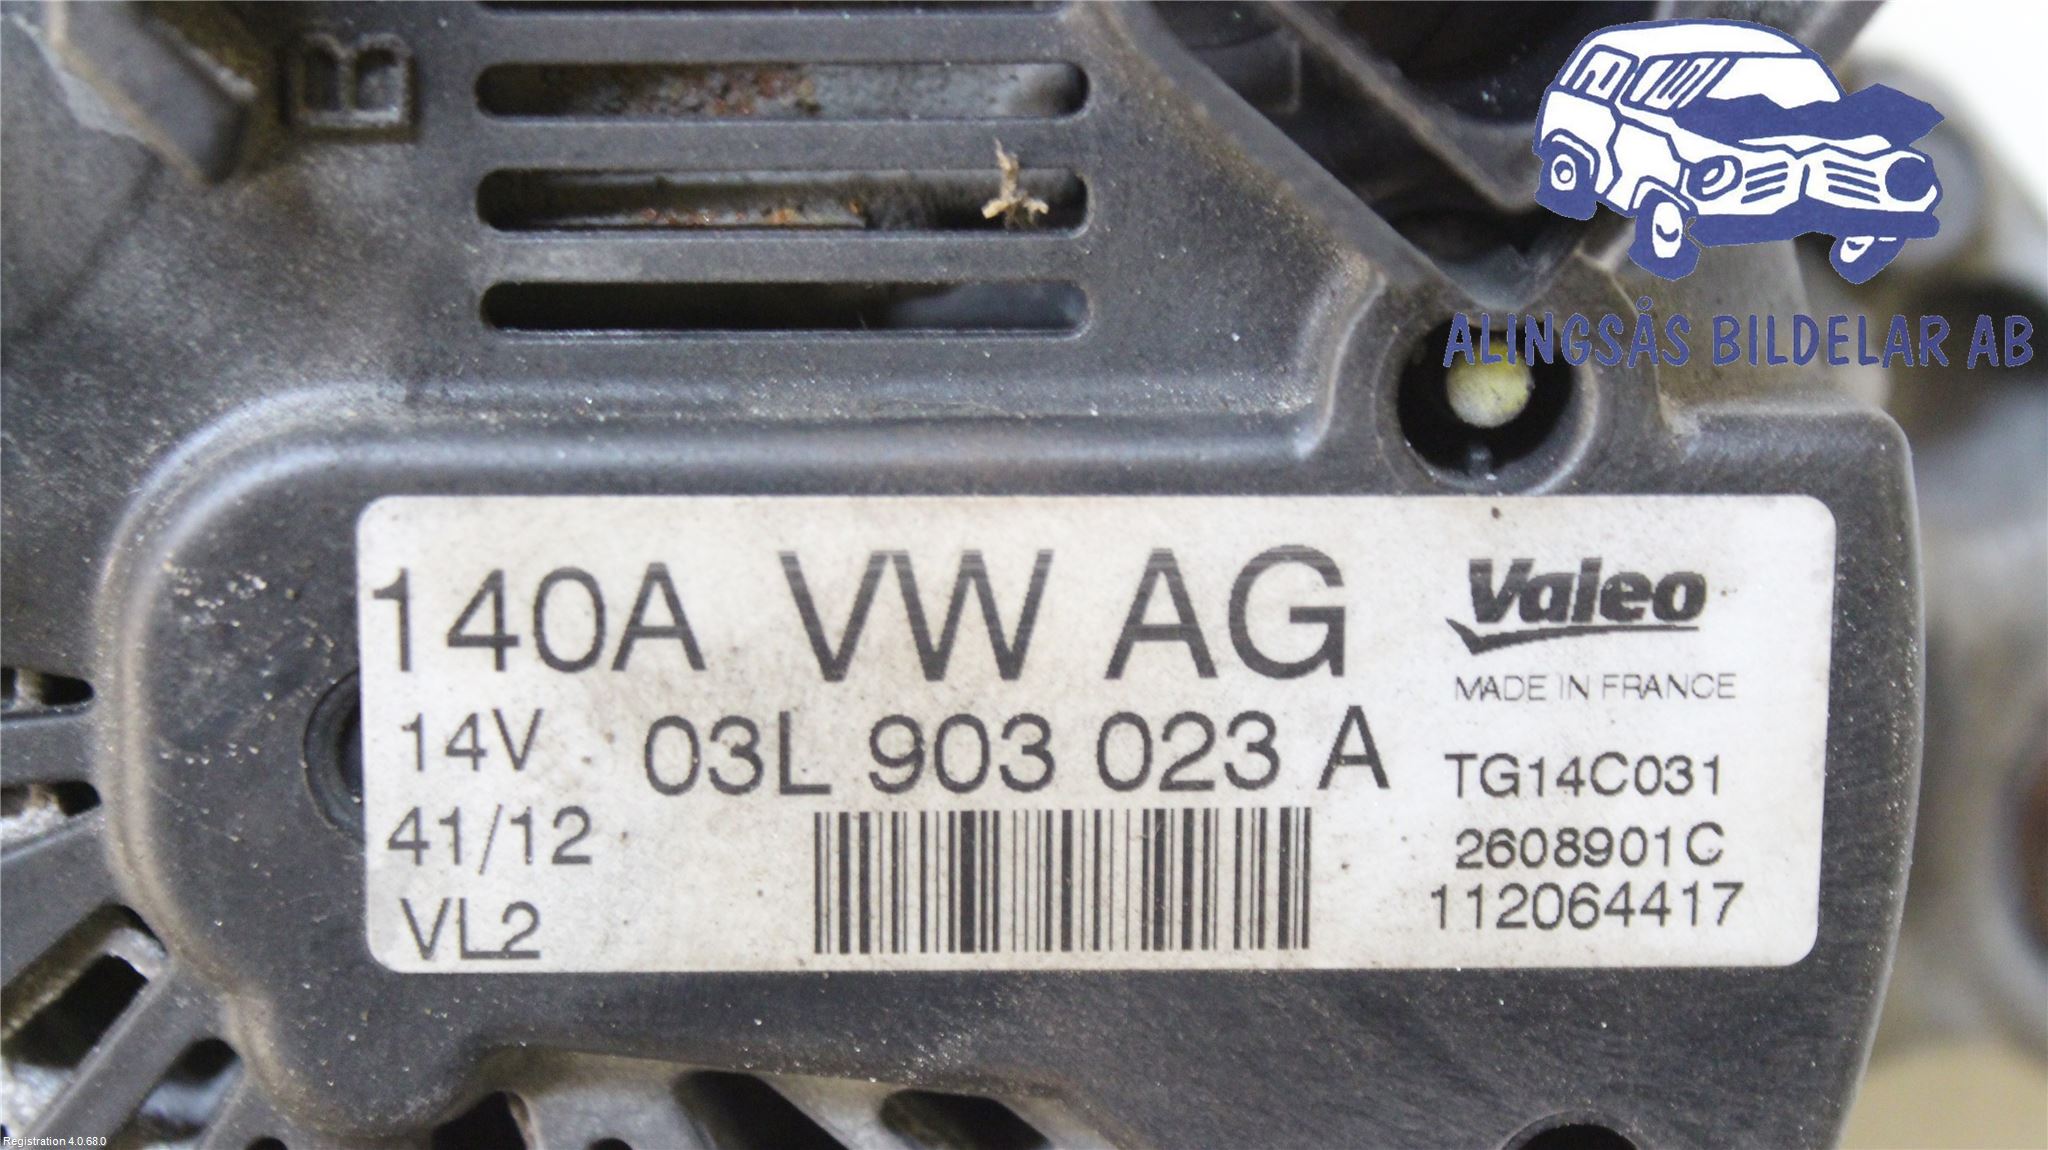 B
ALINGSÅS BILDELAR AB
140A VW AG
Valeo
MADE IN FRANCE
14V 03L 903 023 A
TG14C031
41/12
2608901C
112064417
VL2
Registration 4.0.68.0